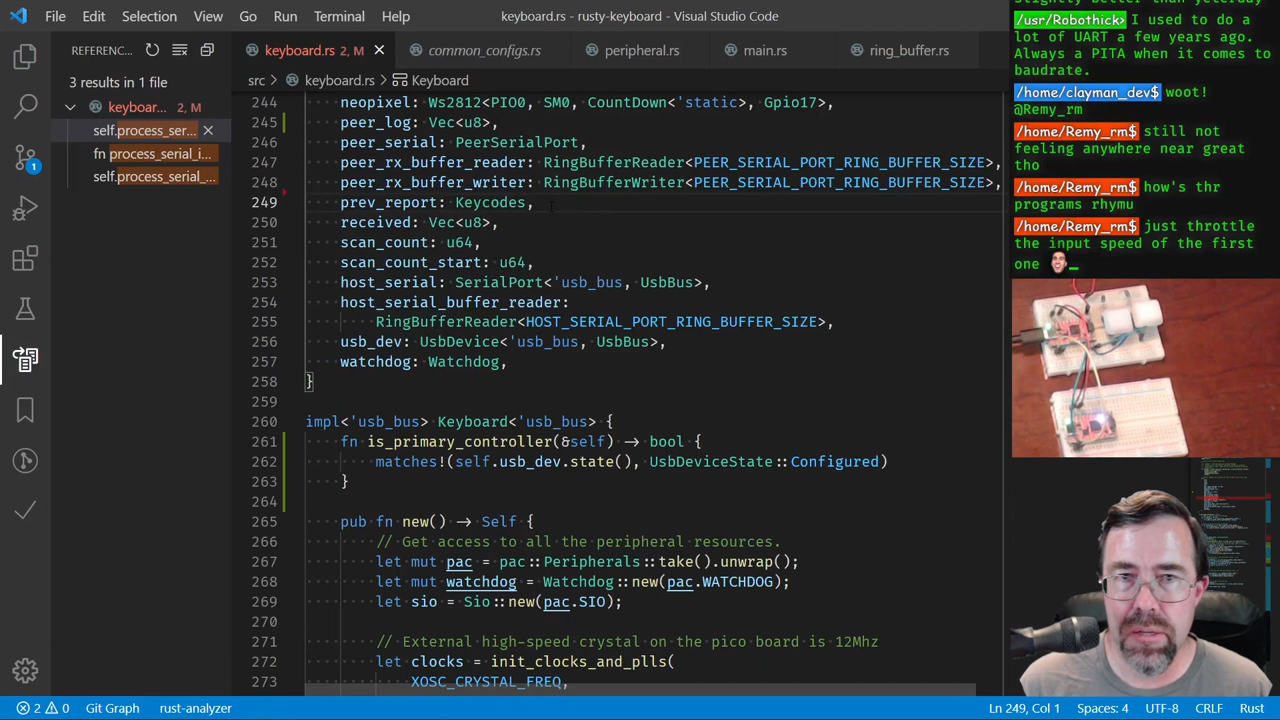 File Edit Selection View Go Run Terminal Help
keyboard.rs - rusty-keyboard - Visual Studio Code
REFERENC...
3 results in 1 file
keyboar... 2, M
self.process_ser...
fn process_serial_i...
self.process_serial_...
1
keyboard.rs 2, M
common_configs.rs
peripheral.rs
main.rs
ring_buffer.rs
src > keyboard.rs > Keyboard
244 neopixel: Ws2812<PIO0, SM0, CountDown<'static>, Gpio17>,
245 peer_log: Vec<u8>,
246 peer_serial: PeerSerialPort,
247 peer_rx_buffer_reader: RingBufferReader<PEER_SERIAL_PORT_RING_BUFFER_SIZE>,
248 peer_rx_buffer_writer: RingBufferWriter<PEER_SERIAL_PORT_RING_BUFFER_SIZE>,
249 prev_report: Keycodes,
250 received: Vec<u8>,
251 scan_count: u64,
252 scan_count_start: u64,
253 host_serial: SerialPort<'usb_bus, UsbBus>,
254 host_serial_buffer_reader:
255 RingBufferReader<HOST_SERIAL_PORT_RING_BUFFER_SIZE>,
256 usb_dev: UsbDevice<'usb_bus, UsbBus>,
257 watchdog: Watchdog,
258 }
259
260 impl<'usb_bus> Keyboard<'usb_bus> {
261 fn is_primary_controller(&self) → bool {
262 matches!(self.usb_dev.state(), UsbDeviceState::Configured)
263 }
264
265 pub fn new() → Self {
266 // Get access to all the peripheral resources.
267 let mut pac = pac::Peripherals::take().unwrap();
268 let mut watchdog = Watchdog::new(pac.WATCHDOG);
269 let sio = Sio::new(pac.SIO);
270
271 // External high-speed crystal on the pico board is 12Mhz
272 let clocks = init_clocks_and_plls(
273 XOSC_CRYSTAL_FREQ,
2 0 Git Graph rust-analyzer
Ln 249, Col 1 Spaces: 4 UTF-8 CRLF Rust
slightly better than yesterday
/usr/Robothick> I used to do a
lot of UART a few years ago.
Always a PITA when it comes to
baudrate.
/home/clayman_dev$ woot!
@Remy_rm
/home/Remy_rm$ still not
feeling anywhere near great
tho
/home/Remy_rm$ how's thr
programs rhymu
/home/Remy_rm$ just throttle
the input speed of the first
one _